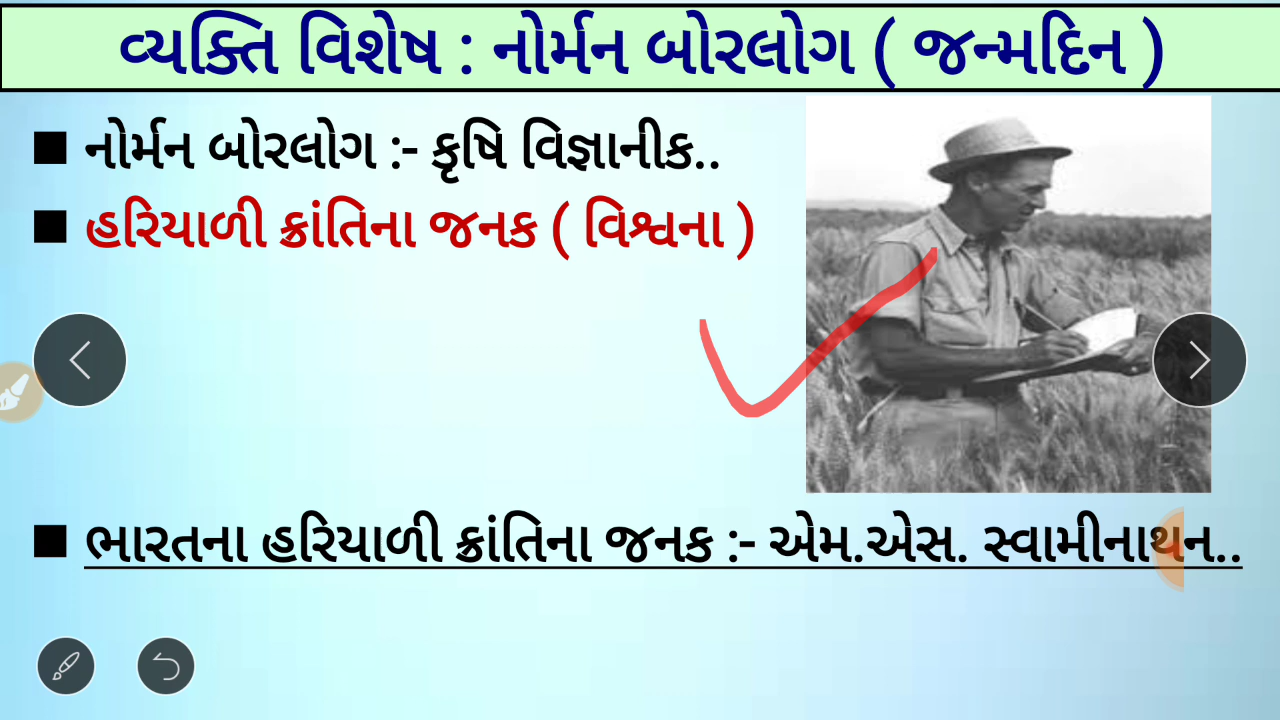 વ્યક્તિ વિશેષ : નોર્મન બોરલોગ ( જન્મદિન )
■ નોર્મન બોરલોગ :- કૃષિ વિજ્ઞાનીક..
■ હરિયાળી ક્રાંતિના જનક ( વિશ્વના )
■ ભારતના હરિયાળી ક્રાંતિના જનક :- એમ.એસ. સ્વામીનાથન..